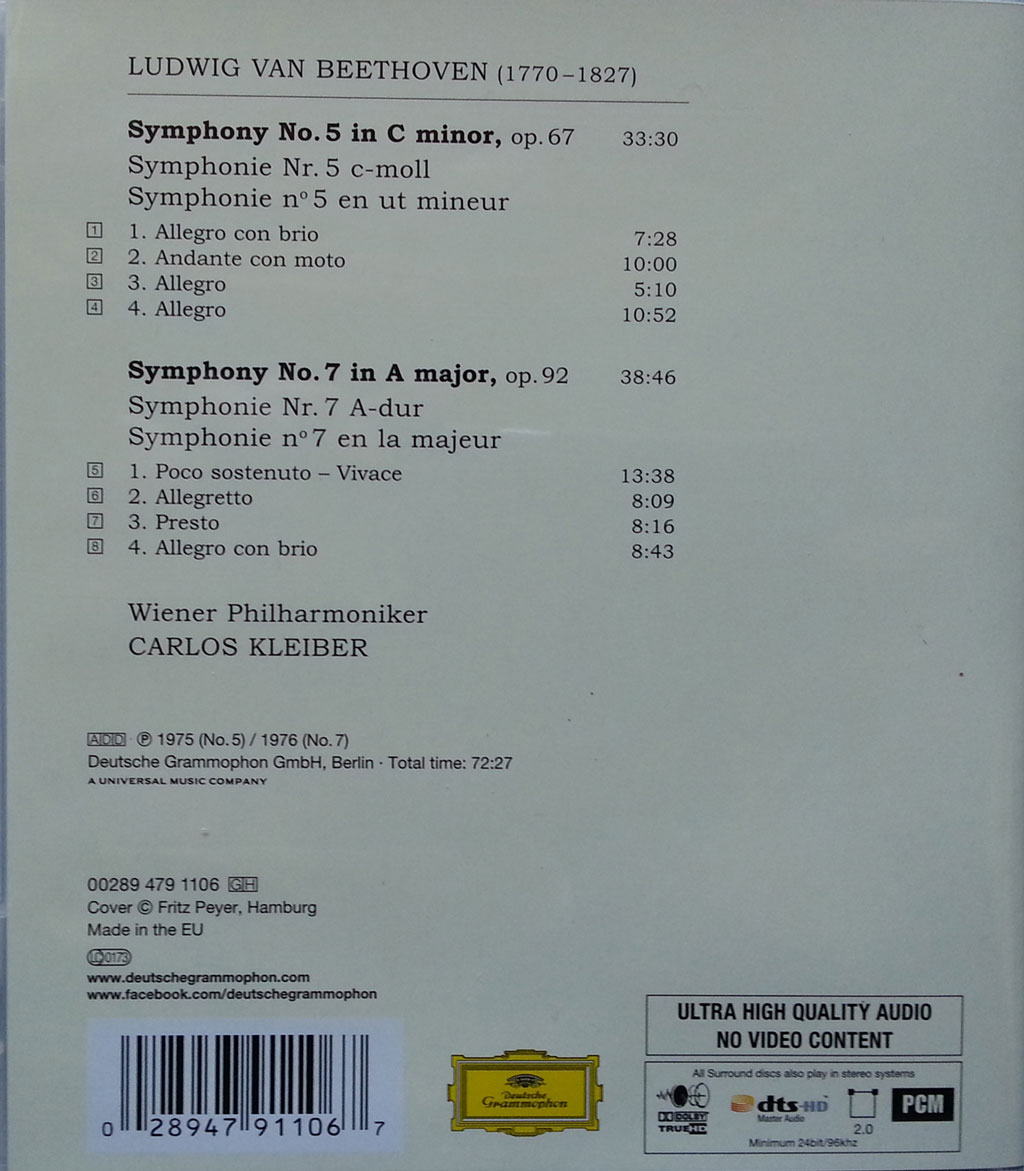 LUDWIG VAN BEETHOVEN (1770–1827)
Symphony No. 5 in C minor, op. 67 33:30
Symphonie Nr. 5 c-moll
Symphonie nº 5 en ut mineur
1 1. Allegro con brio 7:28
2 2. Andante con moto 10:00
3 3. Allegro 5:10
4 4. Allegro 10:52
Symphony No. 7 in A major, op. 92 38:46
Symphonie Nr. 7 A-dur
Symphonie nº 7 en la majeur
5 1. Poco sostenuto – Vivace 13:38
6 2. Allegretto 8:09
7 3. Presto 8:16
8 4. Allegro con brio 8:43
Wiener Philharmoniker
CARLOS KLEIBER
ADD ℗ 1975 (No. 5) / 1976 (No. 7)
Deutsche Grammophon GmbH, Berlin · Total time: 72:27
A UNIVERSAL MUSIC COMPANY
00289 479 1106 GH
Cover © Fritz Peyer, Hamburg
Made in the EU
LC 0173
www.deutschegrammophon.com
www.facebook.com/deutschegrammophon
0 28947 91106 7
Deutsche
Grammophon
ULTRA HIGH QUALITY AUDIO
NO VIDEO CONTENT
All Surround discs also play in stereo systems
DOLBY
TRUEHD
dts-HD
Master Audio
2.0
PCM
Minimum 24bit/96khz